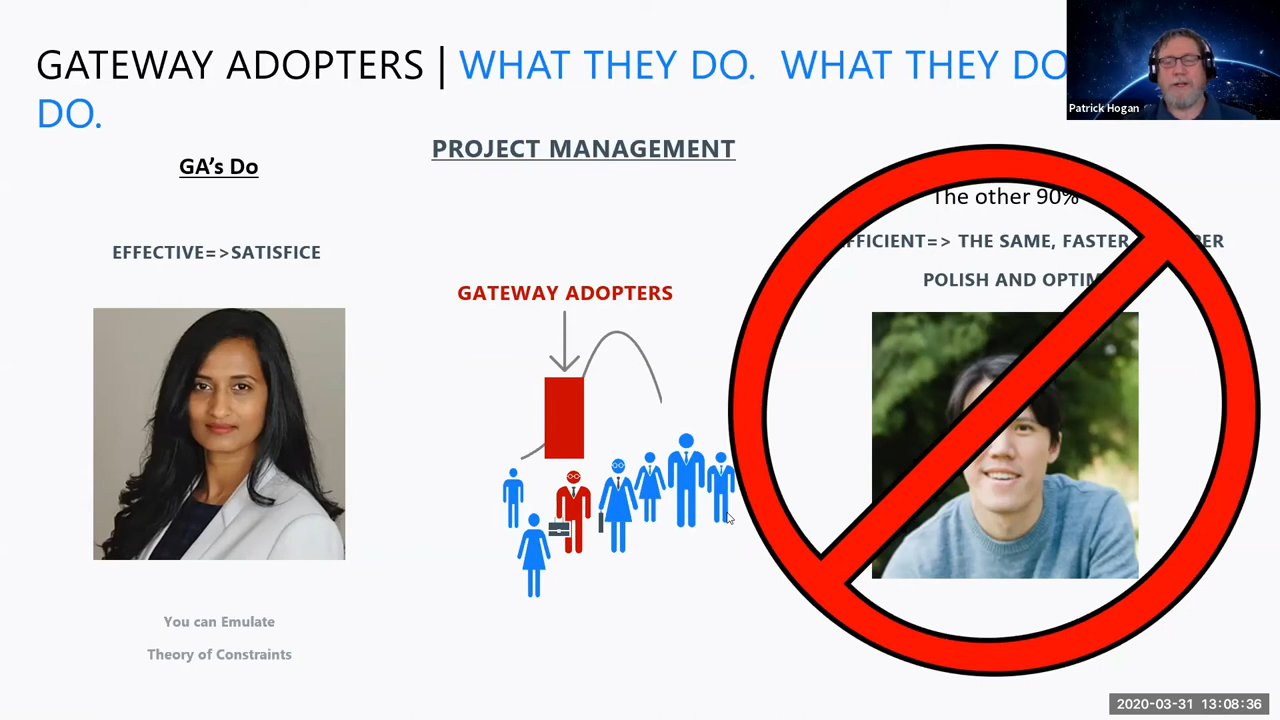 GATEWAY ADOPTERS | WHAT THEY DO.  WHAT THEY DO
DO.
Patrick Hogan
PROJECT MANAGEMENT
GA's Do
The other 90%
EFFECTIVE=>SATISFICE
THE SAME, FASTER
POLISH AND
GATEWAY ADOPTERS
You can Emulate
Theory of Constraints
2020-03-31 13:08:36